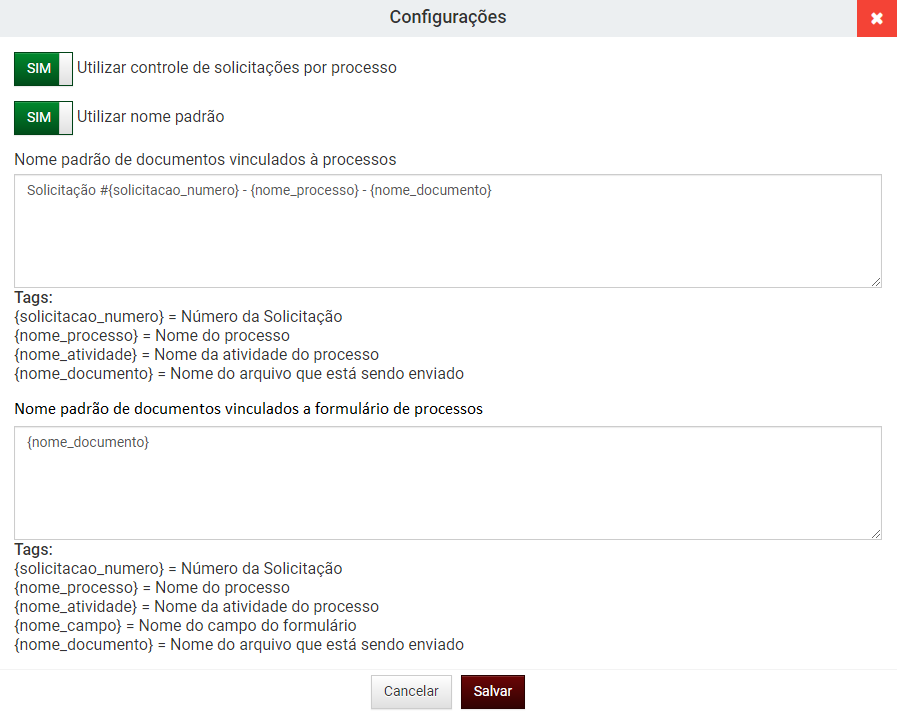 Configurações
SIM Utilizar controle de solicitações por processo
SIM Utilizar nome padrão
Nome padrão de documentos vinculados à processos
Solicitação #{solicitacao_numero} - {nome_processo} - {nome_documento}
Tags:
{solicitacao_numero} = Número da Solicitação
{nome_processo} = Nome do processo
{nome_atividade} = Nome da atividade do processo
{nome_documento} = Nome do arquivo que está sendo enviado
Nome padrão de documentos vinculados a formulário de processos
{nome_documento}
Tags:
{solicitacao_numero} = Número da Solicitação
{nome_processo} = Nome do processo
{nome_atividade} = Nome da atividade do processo
{nome_campo} = Nome do campo do formulário
{nome_documento} = Nome do arquivo que está sendo enviado
Cancelar Salvar